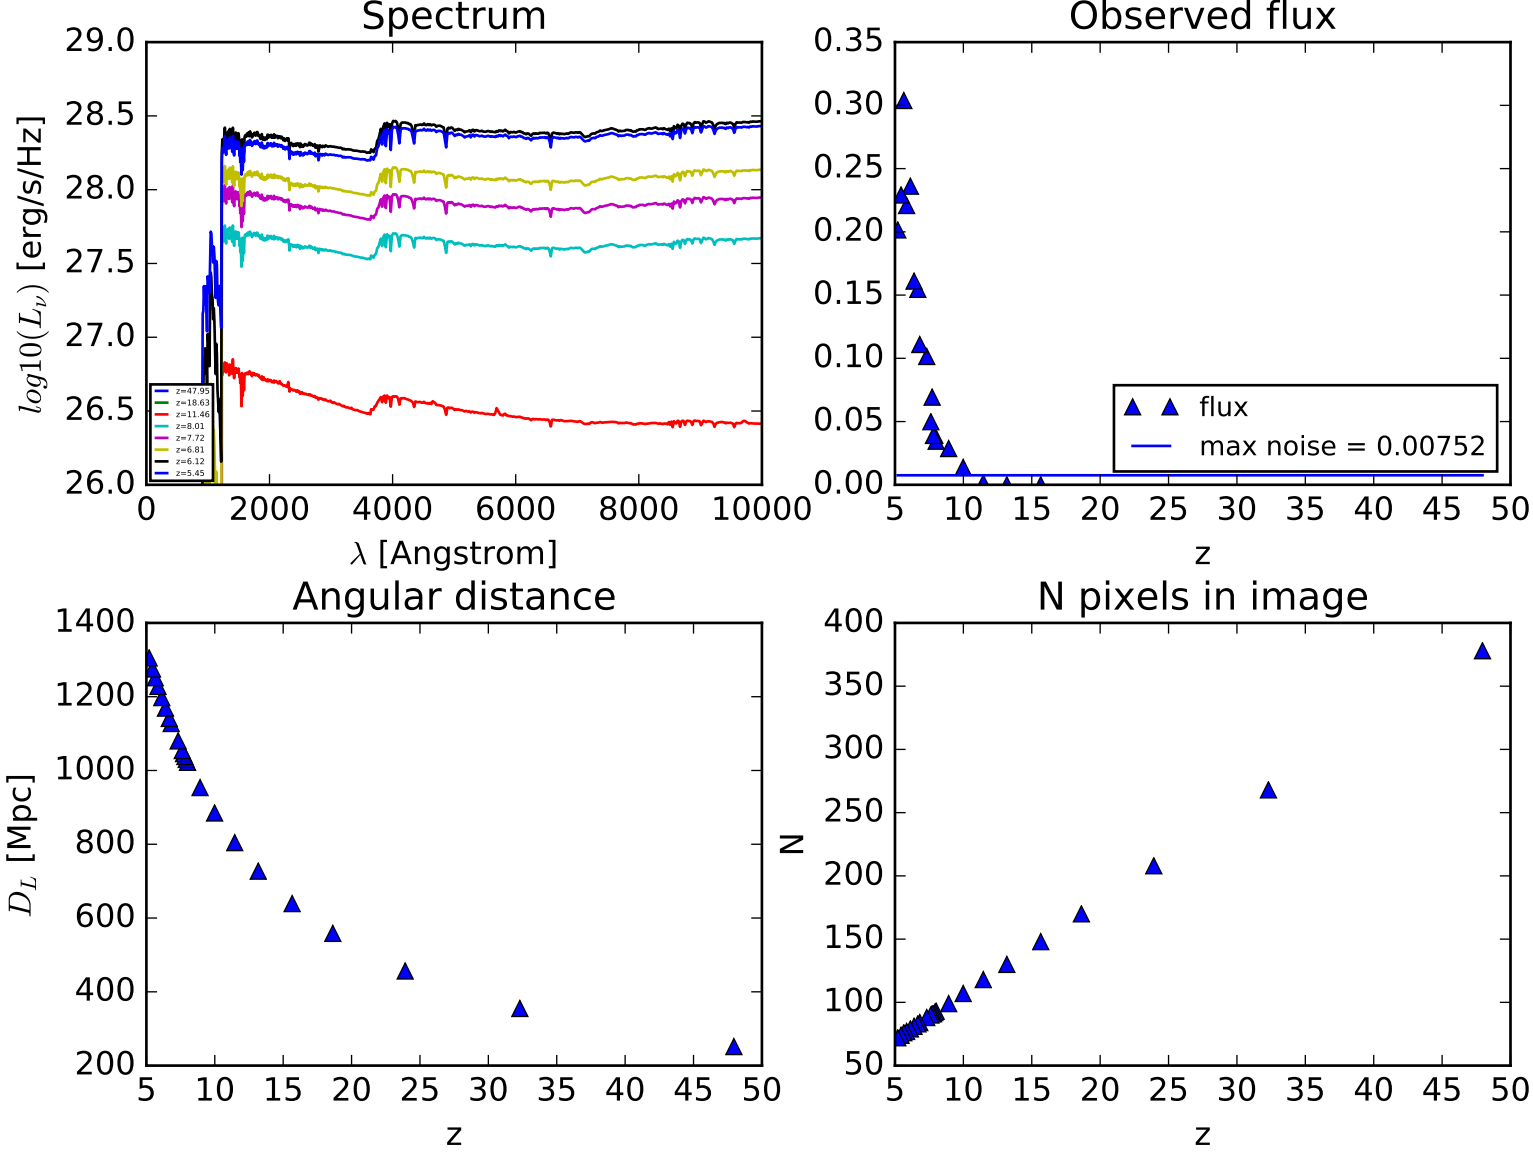 Spectrum
29.0
28.5
28.0
27.5
27.0
26.5
26.0
log10(Lν) [erg/s/Hz]
z=47.95
z=18.63
z=11.46
z=8.01
z=7.72
z=6.81
z=6.12
z=5.45
0 2000 4000 6000 8000 10000
λ [Angstrom]
Observed flux
0.35
0.30
0.25
0.20
0.15
0.10
0.05
0.00
flux
max noise = 0.00752
5 10 15 20 25 30 35 40 45 50
z
Angular distance
1400
1200
1000
800
600
400
200
D_L [Mpc]
5 10 15 20 25 30 35 40 45 50
z
N pixels in image
400
350
300
250
200
150
100
50
N
5 10 15 20 25 30 35 40 45 50
z